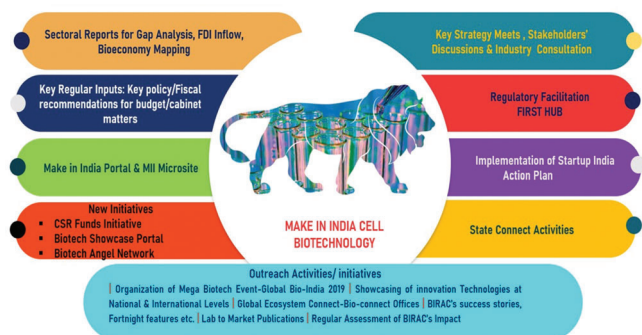 Sectoral Reports for Gap Analysis, FDI Inflow,
Bioeconomy Mapping
Key Regular Inputs: Key policy/Fiscal
recommendations for budget/cabinet
matters
Make in India Portal & MII Microsite
New Initiatives
▪ CSR Funds Initiative
▪ Biotech Showcase Portal
▪ Biotech Angel Network
MAKE IN INDIA CELL
BIOTECHNOLOGY
Key Strategy Meets , Stakeholders'
Discussions & Industry Consultation
Regulatory Facilitation
FIRST HUB
Implementation of Startup India
Action Plan
State Connect Activities
Outreach Activities/ initiatives
| Organization of Mega Biotech Event-Global Bio-India 2019 | Showcasing of innovation Technologies at
National & International Levels | Global Ecosystem Connect-Bio-connect Offices | BIRAC's success stories,
Fortnight features etc. | Lab to Market Publications | Regular Assessment of BIRAC's Impact